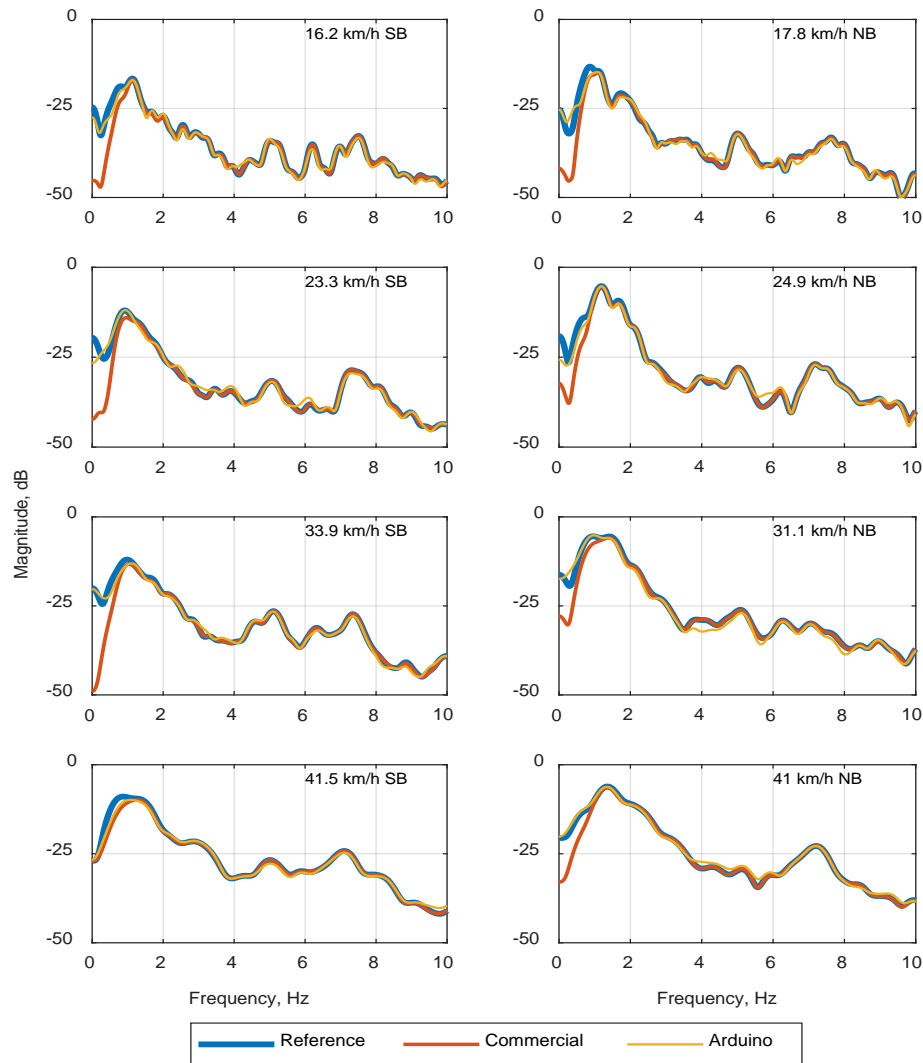 0
-25
-50
0 2 4 6 8 10
16.2 km/h SB
0
-25
-50
0 2 4 6 8 10
17.8 km/h NB
0
-25
-50
0 2 4 6 8 10
23.3 km/h SB
0
-25
-50
0 2 4 6 8 10
24.9 km/h NB
0
-25
-50
0 2 4 6 8 10
33.9 km/h SB
0
-25
-50
0 2 4 6 8 10
31.1 km/h NB
0
-25
-50
0 2 4 6 8 10
41.5 km/h SB
0
-25
-50
0 2 4 6 8 10
41 km/h NB
Magnitude, dB
Frequency, Hz
Frequency, Hz
Reference Commercial Arduino